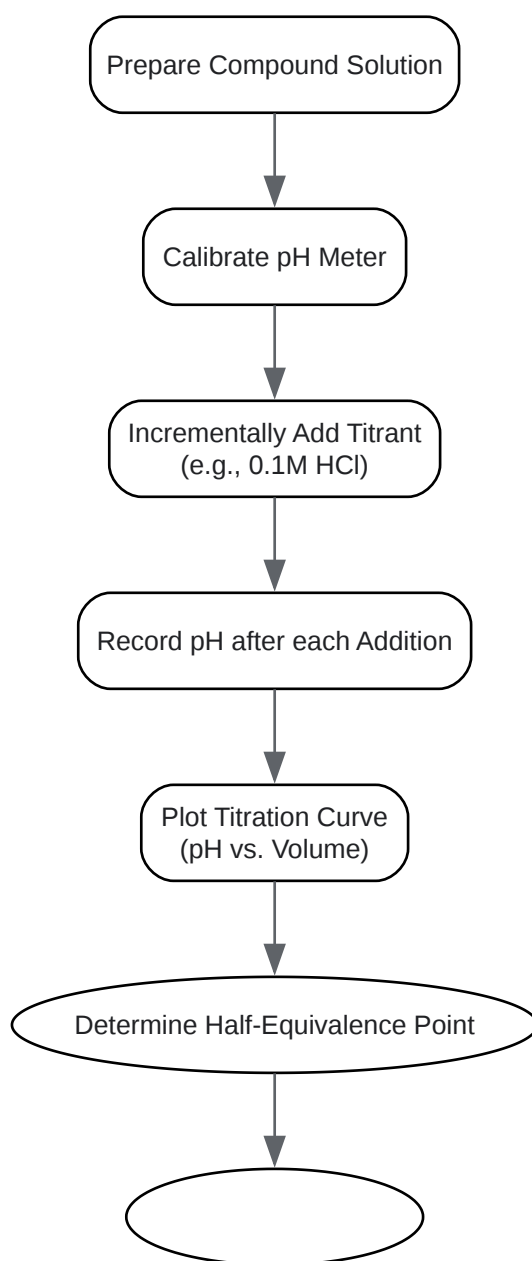 Prepare Compound Solution
Calibrate pH Meter
Incrementally Add Titrant
(e.g., 0.1M HCl)
Record pH after each Addition
Plot Titration Curve
(pH vs. Volume)
Determine Half-Equivalence Point